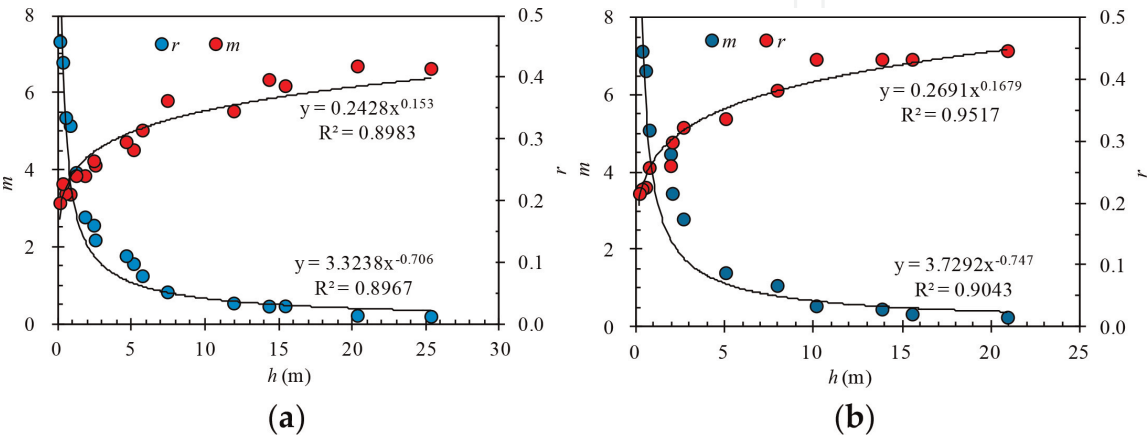 8
6
4
2
0
m
0.5
0.4
0.3
0.2
0.1
0.0
r
r m
y = 0.2428x^0.153
R² = 0.8983
y = 3.3238x^-0.706
R² = 0.8967
0 5 10 15 20 25 30
h (m)
(a)
8
6
4
2
0
m
0.5
0.4
0.3
0.2
0.1
0.0
r
m r
y = 0.2691x^0.1679
R² = 0.9517
y = 3.7292x^-0.747
R² = 0.9043
0 5 10 15 20 25
h (m)
(b)